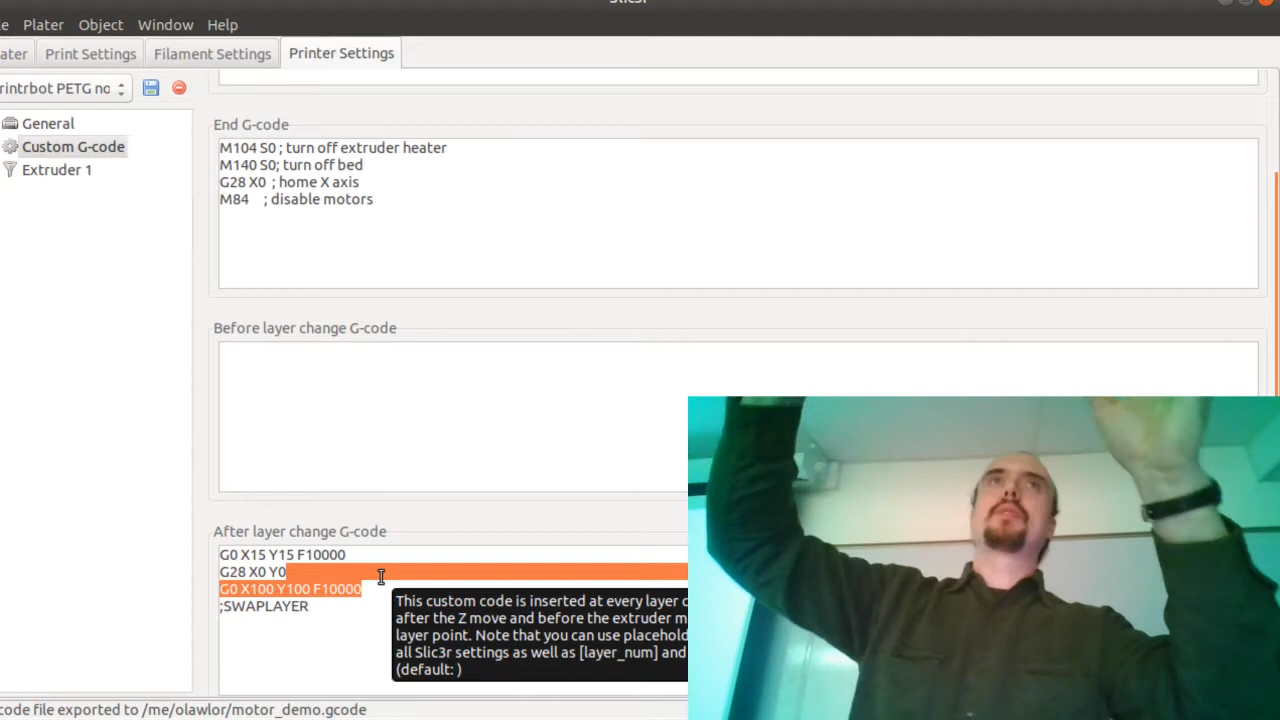 Slic3r
Plater Object Window Help
Print Settings Filament Settings Printer Settings
General
Custom G-code
Extruder 1
End G-code
M104 S0 ; turn off extruder heater
M140 S0; turn off bed
G28 X0 ; home X axis
M84 ; disable motors
Before layer change G-code
After layer change G-code
G0 X15 Y15 F10000
G28 X0 Y0
G0 X100 Y100 F10000
;SWAPLAYER
This custom code is inserted at every layer c
after the Z move and before the extruder m
layer point. Note that you can use placehold
all Slic3r settings as well as [layer_num] and
(default: )
code file exported to /me/olawlor/motor_demo.gcode